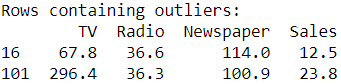 Rows containing outliers:
TV Radio Newspaper Sales
16 67.8 36.6 114.0 12.5
101 296.4 36.3 100.9 23.8